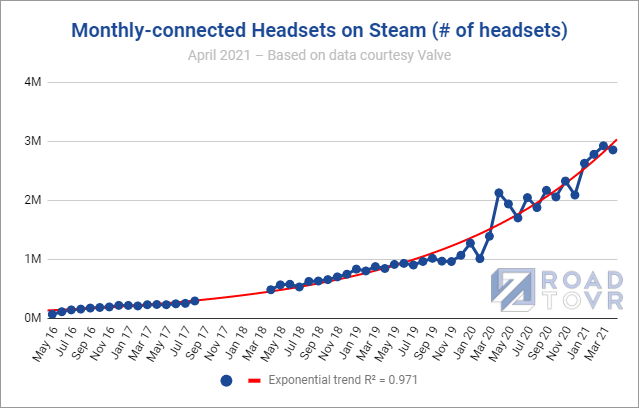 Monthly-connected Headsets on Steam (# of headsets)
April 2021 – Based on data courtesy Valve
4M
3M
2M
1M
0M
May 16
Jul 16
Sep 16
Nov 16
Jan 17
Mar 17
May 17
Jul 17
Sep 17
Nov 17
Jan 18
Mar 18
May 18
Jul 18
Sep 18
Nov 18
Jan 19
Mar 19
May 19
Jul 19
Sep 19
Nov 19
Jan 20
Mar 20
May 20
Jul 20
Sep 20
Nov 20
Jan 21
Mar 21
ROAD
TOVR
Exponential trend R² = 0.971